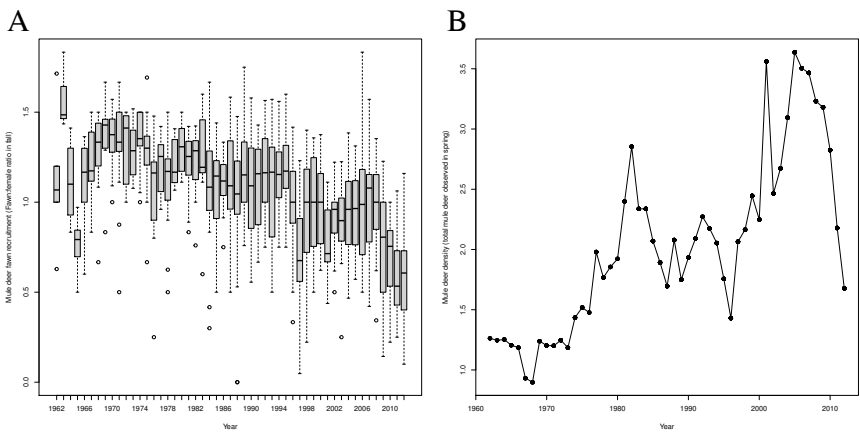 A
B
Mule deer fawn recruitment (Fawn:female ratio in fall)
1.5
1.0
0.5
0.0
1962 1966 1970 1974 1978 1982 1986 1990 1994 1998 2002 2006 2010
Year
Mule deer density (total mule deer observed in spring)
3.5
3.0
2.5
2.0
1.5
1.0
1960 1970 1980 1990 2000 2010
Year